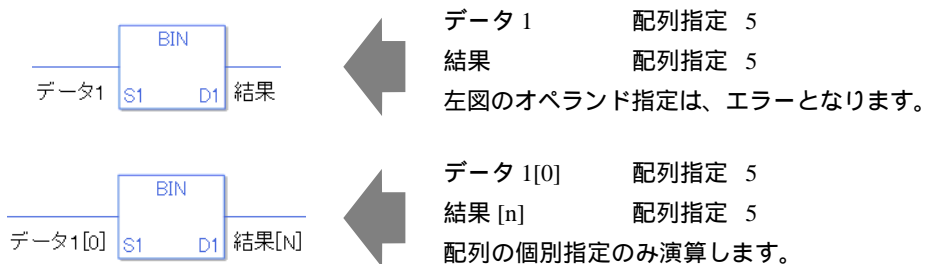 BIN
データ1 S1 D1 結果
データ 1 配列指定 5
結果 配列指定 5
左図のオペランド指定は、エラーとなります。
BIN
データ1[0] S1 D1 結果[N]
データ 1[0] 配列指定 5
結果 [n] 配列指定 5
配列の個別指定のみ演算します。